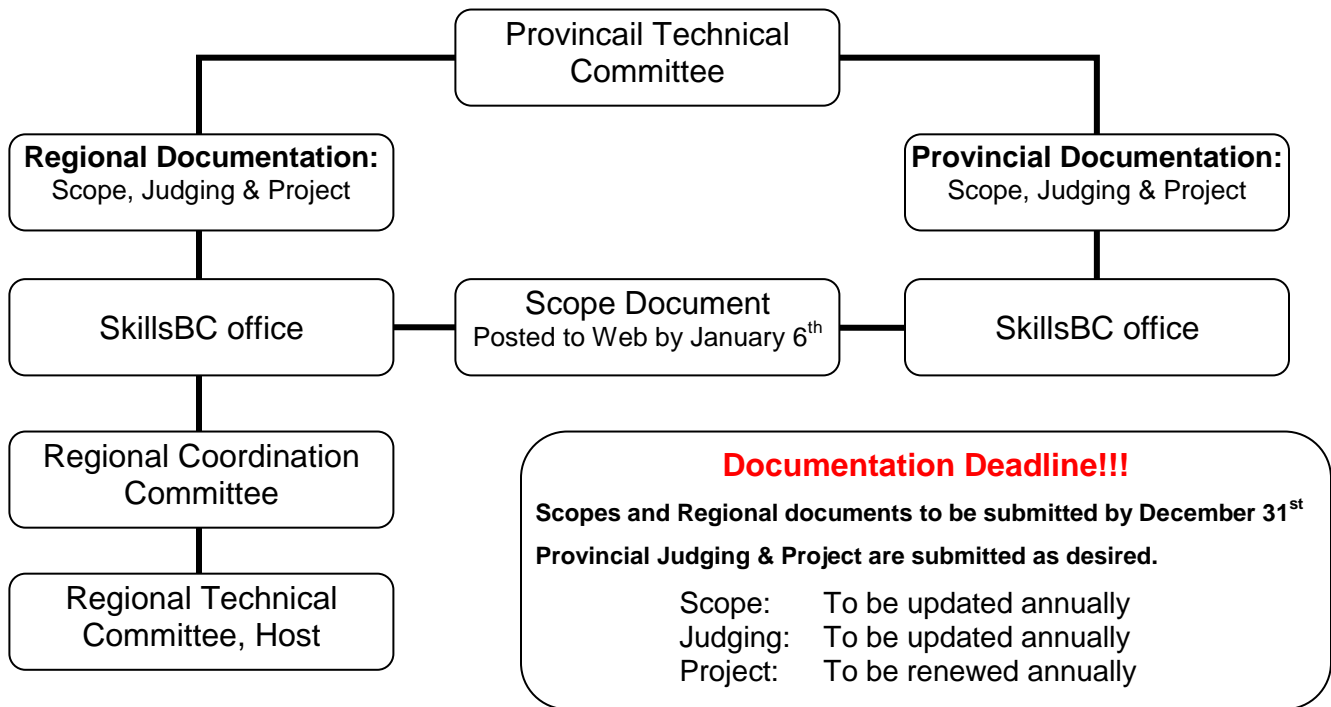 Provincail Technical
Committee
Regional Documentation:
Scope, Judging & Project
Provincial Documentation:
Scope, Judging & Project
SkillsBC office
Scope Document
Posted to Web by January 6th
SkillsBC office
Regional Coordination
Committee
Regional Technical
Committee, Host
Documentation Deadline!!!
Scopes and Regional documents to be submitted by December 31st
Provincial Judging & Project are submitted as desired.
Scope: To be updated annually
Judging: To be updated annually
Project: To be renewed annually